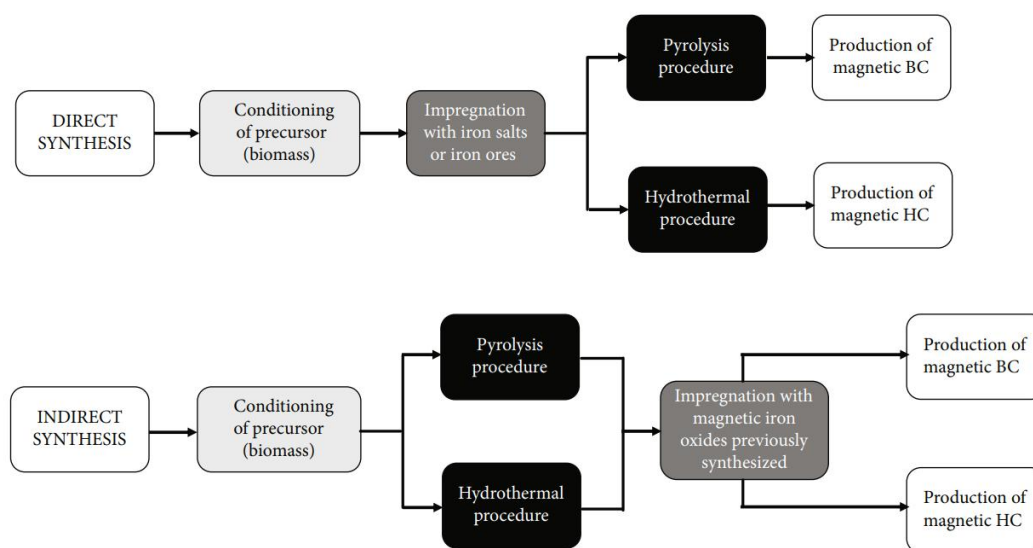 DIRECT
SYNTHESIS
Conditioning
of precursor
(biomass)
Impregnation
with iron salts
or iron ores
Pyrolysis
procedure
Production of
magnetic BC
Hydrothermal
procedure
Production of
magnetic HC
INDIRECT
SYNTHESIS
Conditioning
of precursor
(biomass)
Pyrolysis
procedure
Hydrothermal
procedure
Impregnation with
magnetic iron
oxides previously
synthesized
Production of
magnetic BC
Production of
magnetic HC